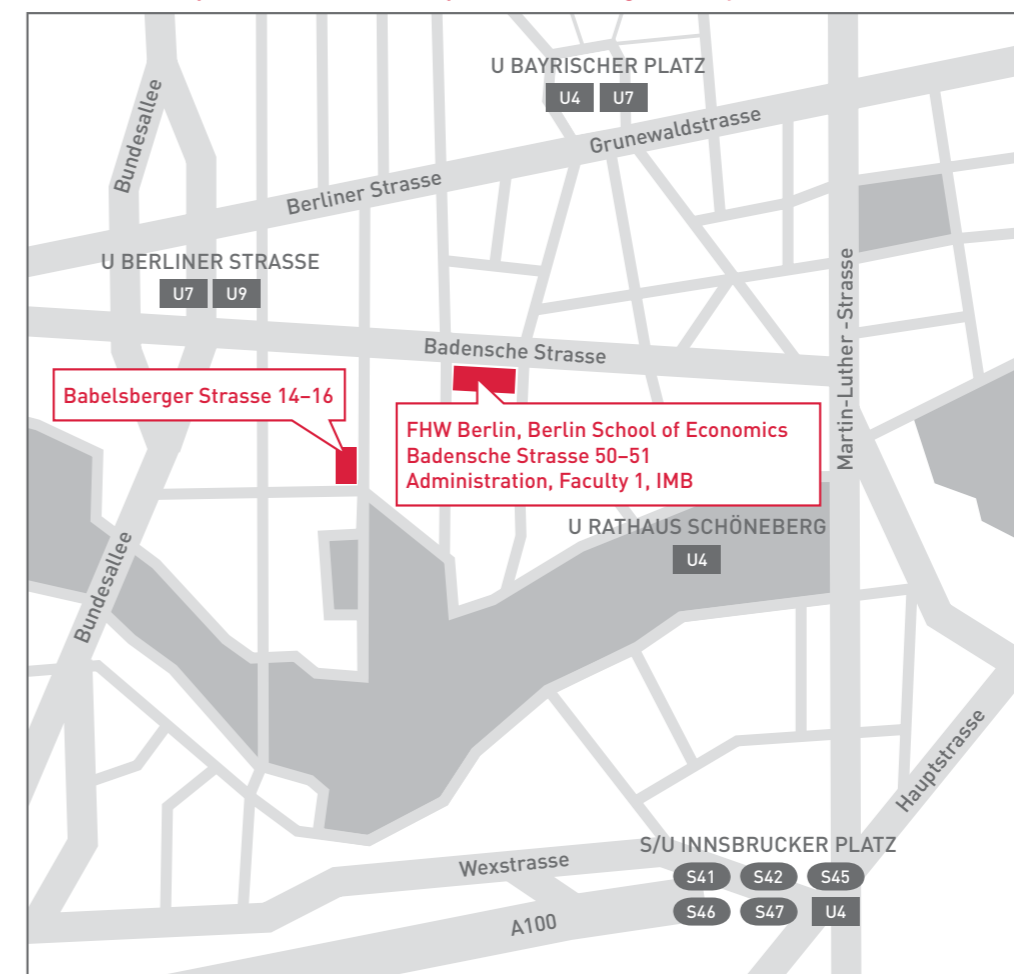 U BAYRISCHER PLATZ
U4 U7
Bundesallee
Grunewaldstrasse
Berliner Strasse
U BERLINER STRASSE
U7 U9
Martin-Luther -Strasse
Badensche Strasse
Babelsberger Strasse 14–16
FHW Berlin, Berlin School of Economics
Badensche Strasse 50–51
Administration, Faculty 1, IMB
U RATHAUS SCHÖNEBERG
U4
Bundesallee
Hauptstrasse
S/U INNSBRUCKER PLATZ
Wexstrasse
S41 S42 S45
S46 S47 U4
A100